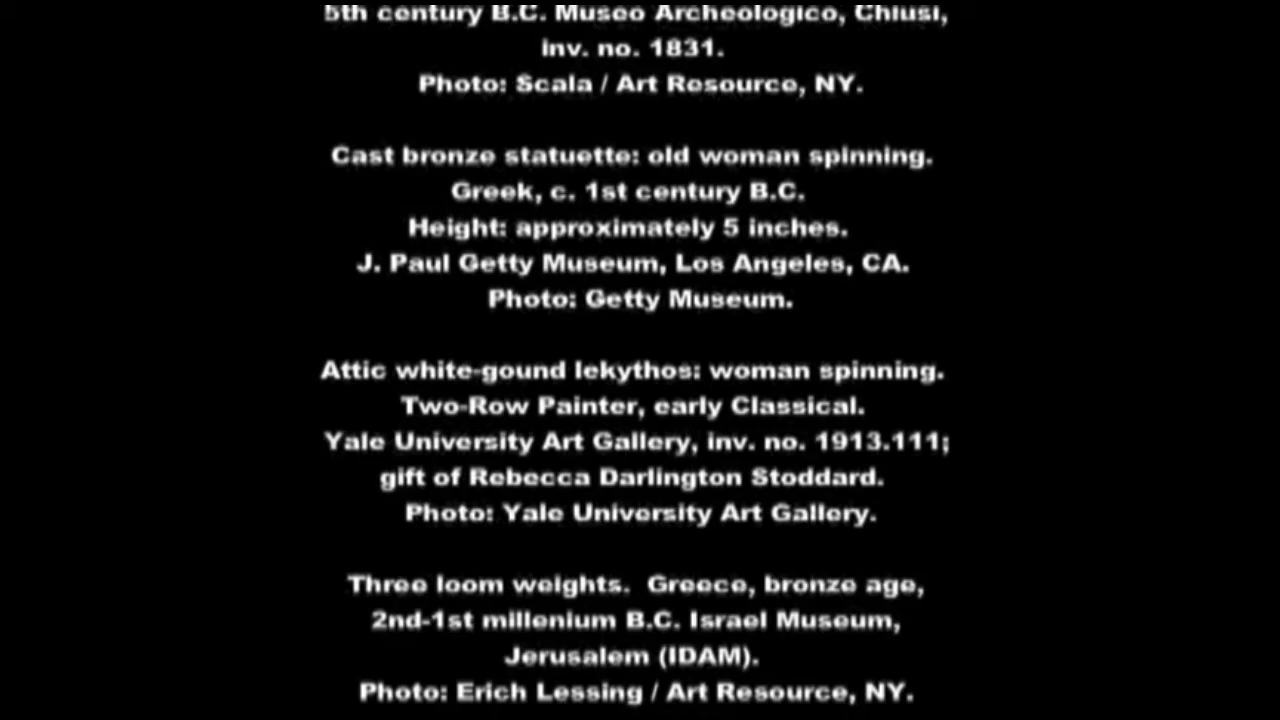 5th century B.C. Museo Archeologico, Chiusi,
inv. no. 1831.
Photo: Scala / Art Resource, NY.
Cast bronze statuette: old woman spinning.
Greek, c. 1st century B.C.
Height: approximately 5 inches.
J. Paul Getty Museum, Los Angeles, CA.
Photo: Getty Museum.
Attic white-gound lekythos: woman spinning.
Two-Row Painter, early Classical.
Yale University Art Gallery, inv. no. 1913.111;
gift of Rebecca Darlington Stoddard.
Photo: Yale University Art Gallery.
Three loom weights. Greece, bronze age,
2nd-1st millenium B.C. Israel Museum,
Jerusalem (IDAM).
Photo: Erich Lessing / Art Resource, NY.